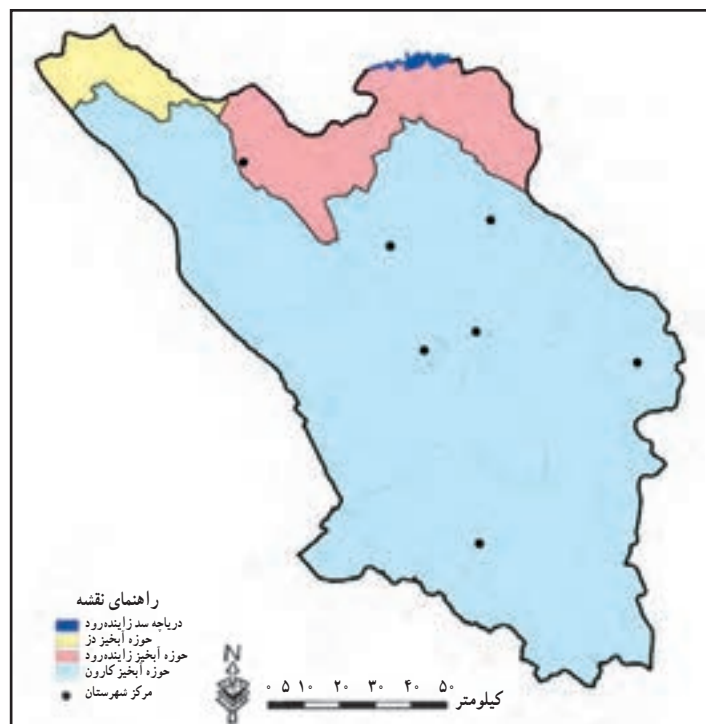 راهنمای نقشه
دریاچه سد زاینده‌رود
حوزه آبخیز دز
حوزه آبخیز زاینده‌رود
حوزه آبخیز کارون
مرکز شهرستان
N
۰ ۵ ۱۰ ۲۰ ۳۰ ۴۰ ۵۰ کیلومتر